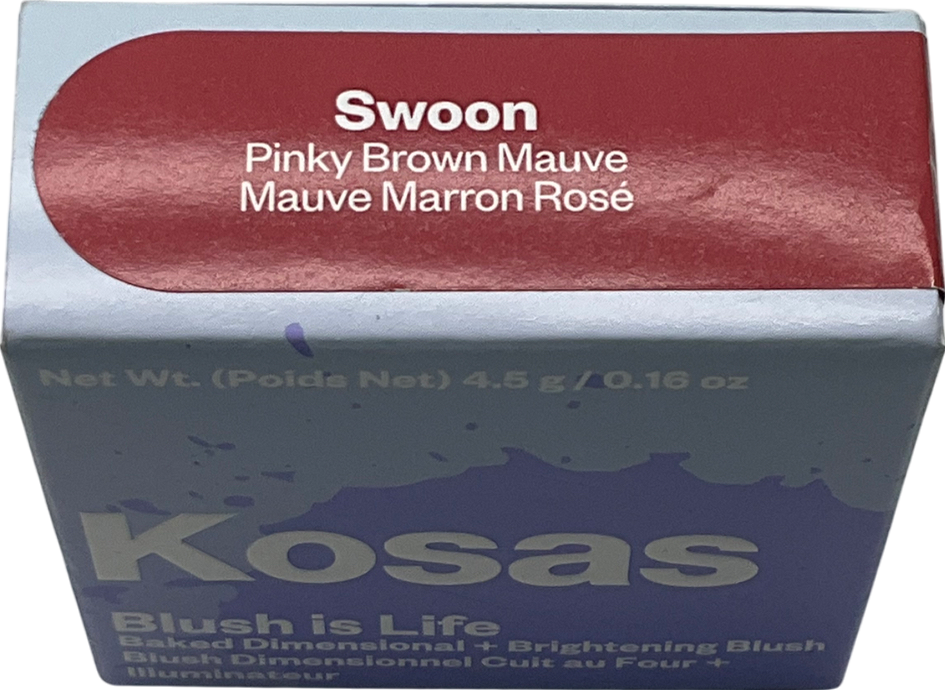 Swoon
Pinky Brown Mauve
Mauve Marron Rosé
Net Wt. (Poids Net) 4.5 g / 0.16 oz
Kosas
Blush is Life
Baked Dimensional + Brightening Blush
Blush Dimensionnel Cuit au Four +
Illuminateur